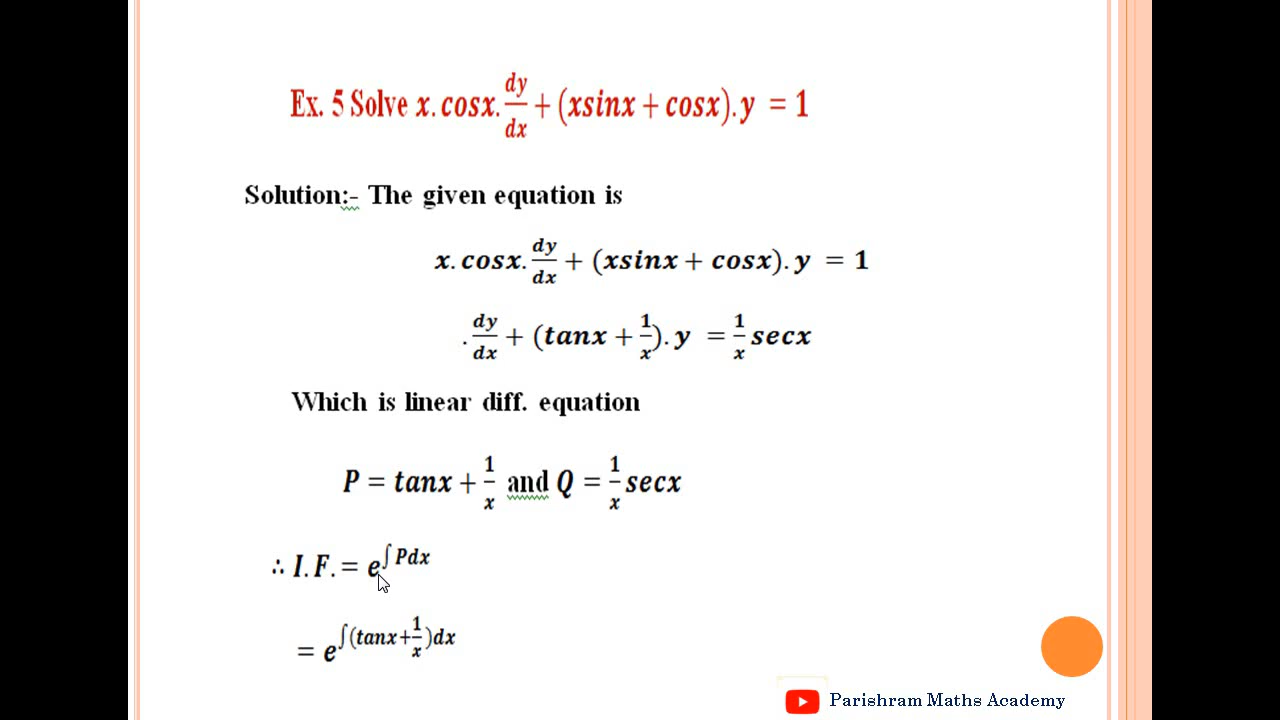 Ex. 5 Solve x.cosx.dy/dx + (xsinx + cosx).y = 1
Solution:- The given equation is
x.cosx.dy/dx + (xsinx + cosx).y = 1
.dy/dx + (tanx + 1/x).y = 1/x secx
Which is linear diff. equation
P = tanx + 1/x and Q = 1/x secx
∴ I.F. = e^∫Pdx
= e^∫(tanx+1/x)dx
Parishram Maths Academy